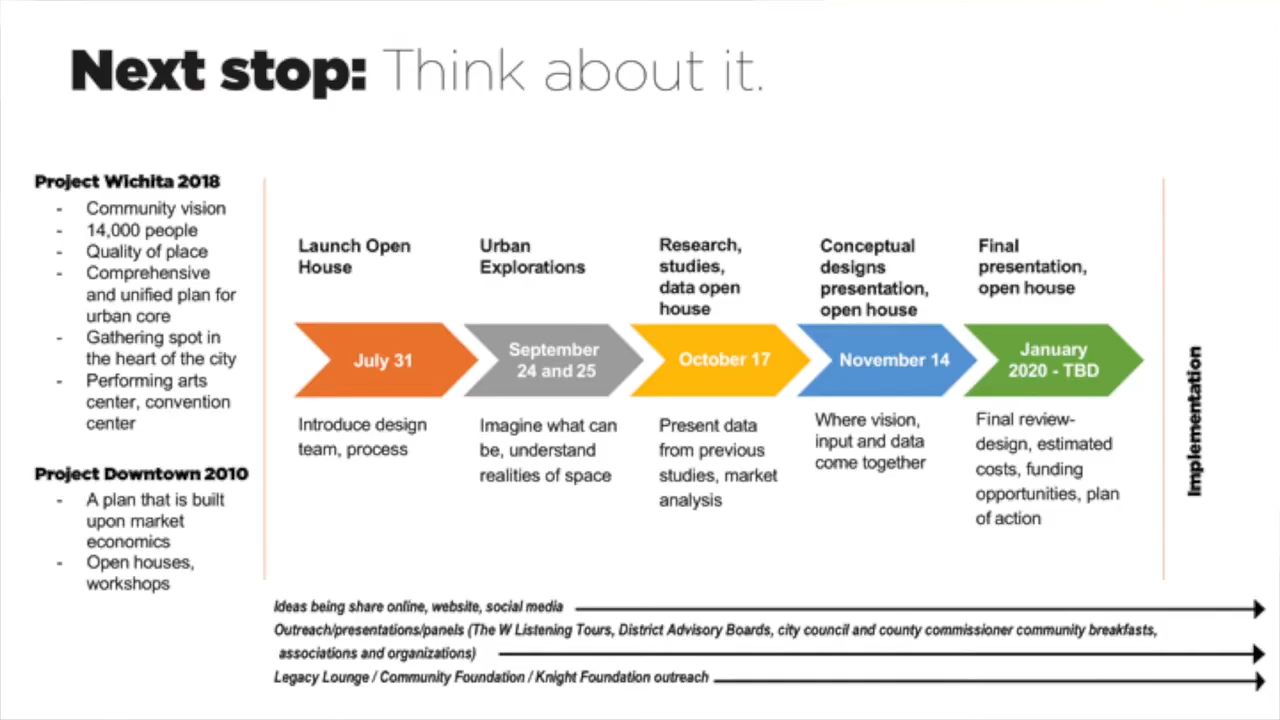 Next stop: Think about it.
Project Wichita 2018
- Community vision
- 14,000 people
- Quality of place
- Comprehensive
and unified plan for
urban core
- Gathering spot in
the heart of the city
- Performing arts
center, convention
center
Project Downtown 2010
- A plan that is built
upon market
economics
- Open houses,
workshops
Launch Open
House
July 31
Introduce design
team, process
Urban
Explorations
September
24 and 25
Imagine what can
be, understand
realities of space
Research,
studies,
data open
house
October 17
Present data
from previous
studies, market
analysis
Conceptual
designs
presentation,
open house
November 14
Where vision,
input and data
come together
Final
presentation,
open house
January
2020 - TBD
Final review-
design, estimated
costs, funding
opportunities, plan
of action
Implementation
Ideas being share online, website, social media
Outreach/presentations/panels (The W Listening Tours, District Advisory Boards, city council and county commissioner community breakfasts,
associations and organizations)
Legacy Lounge / Community Foundation / Knight Foundation outreach